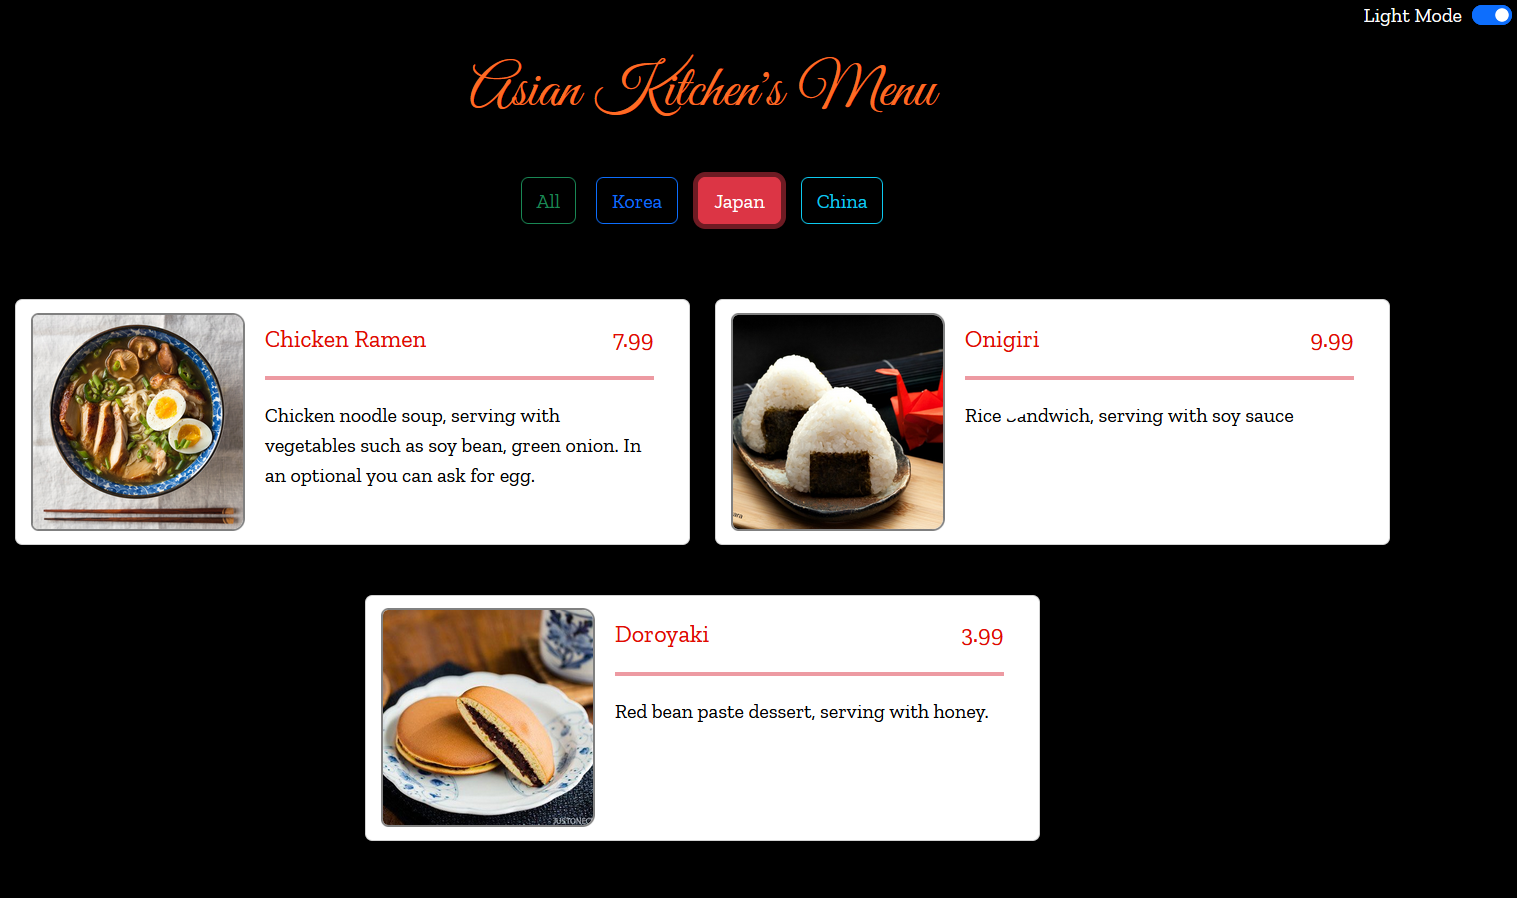 Light Mode
Asian Kitchen's Menu
All
Korea
Japan
China
Chicken Ramen
7.99
Chicken noodle soup, serving with
vegetables such as soy bean, green onion. In
an optional you can ask for egg.
Onigiri
9.99
Rice Sandwich, serving with soy sauce
Doroyaki
3.99
Red bean paste dessert, serving with honey.